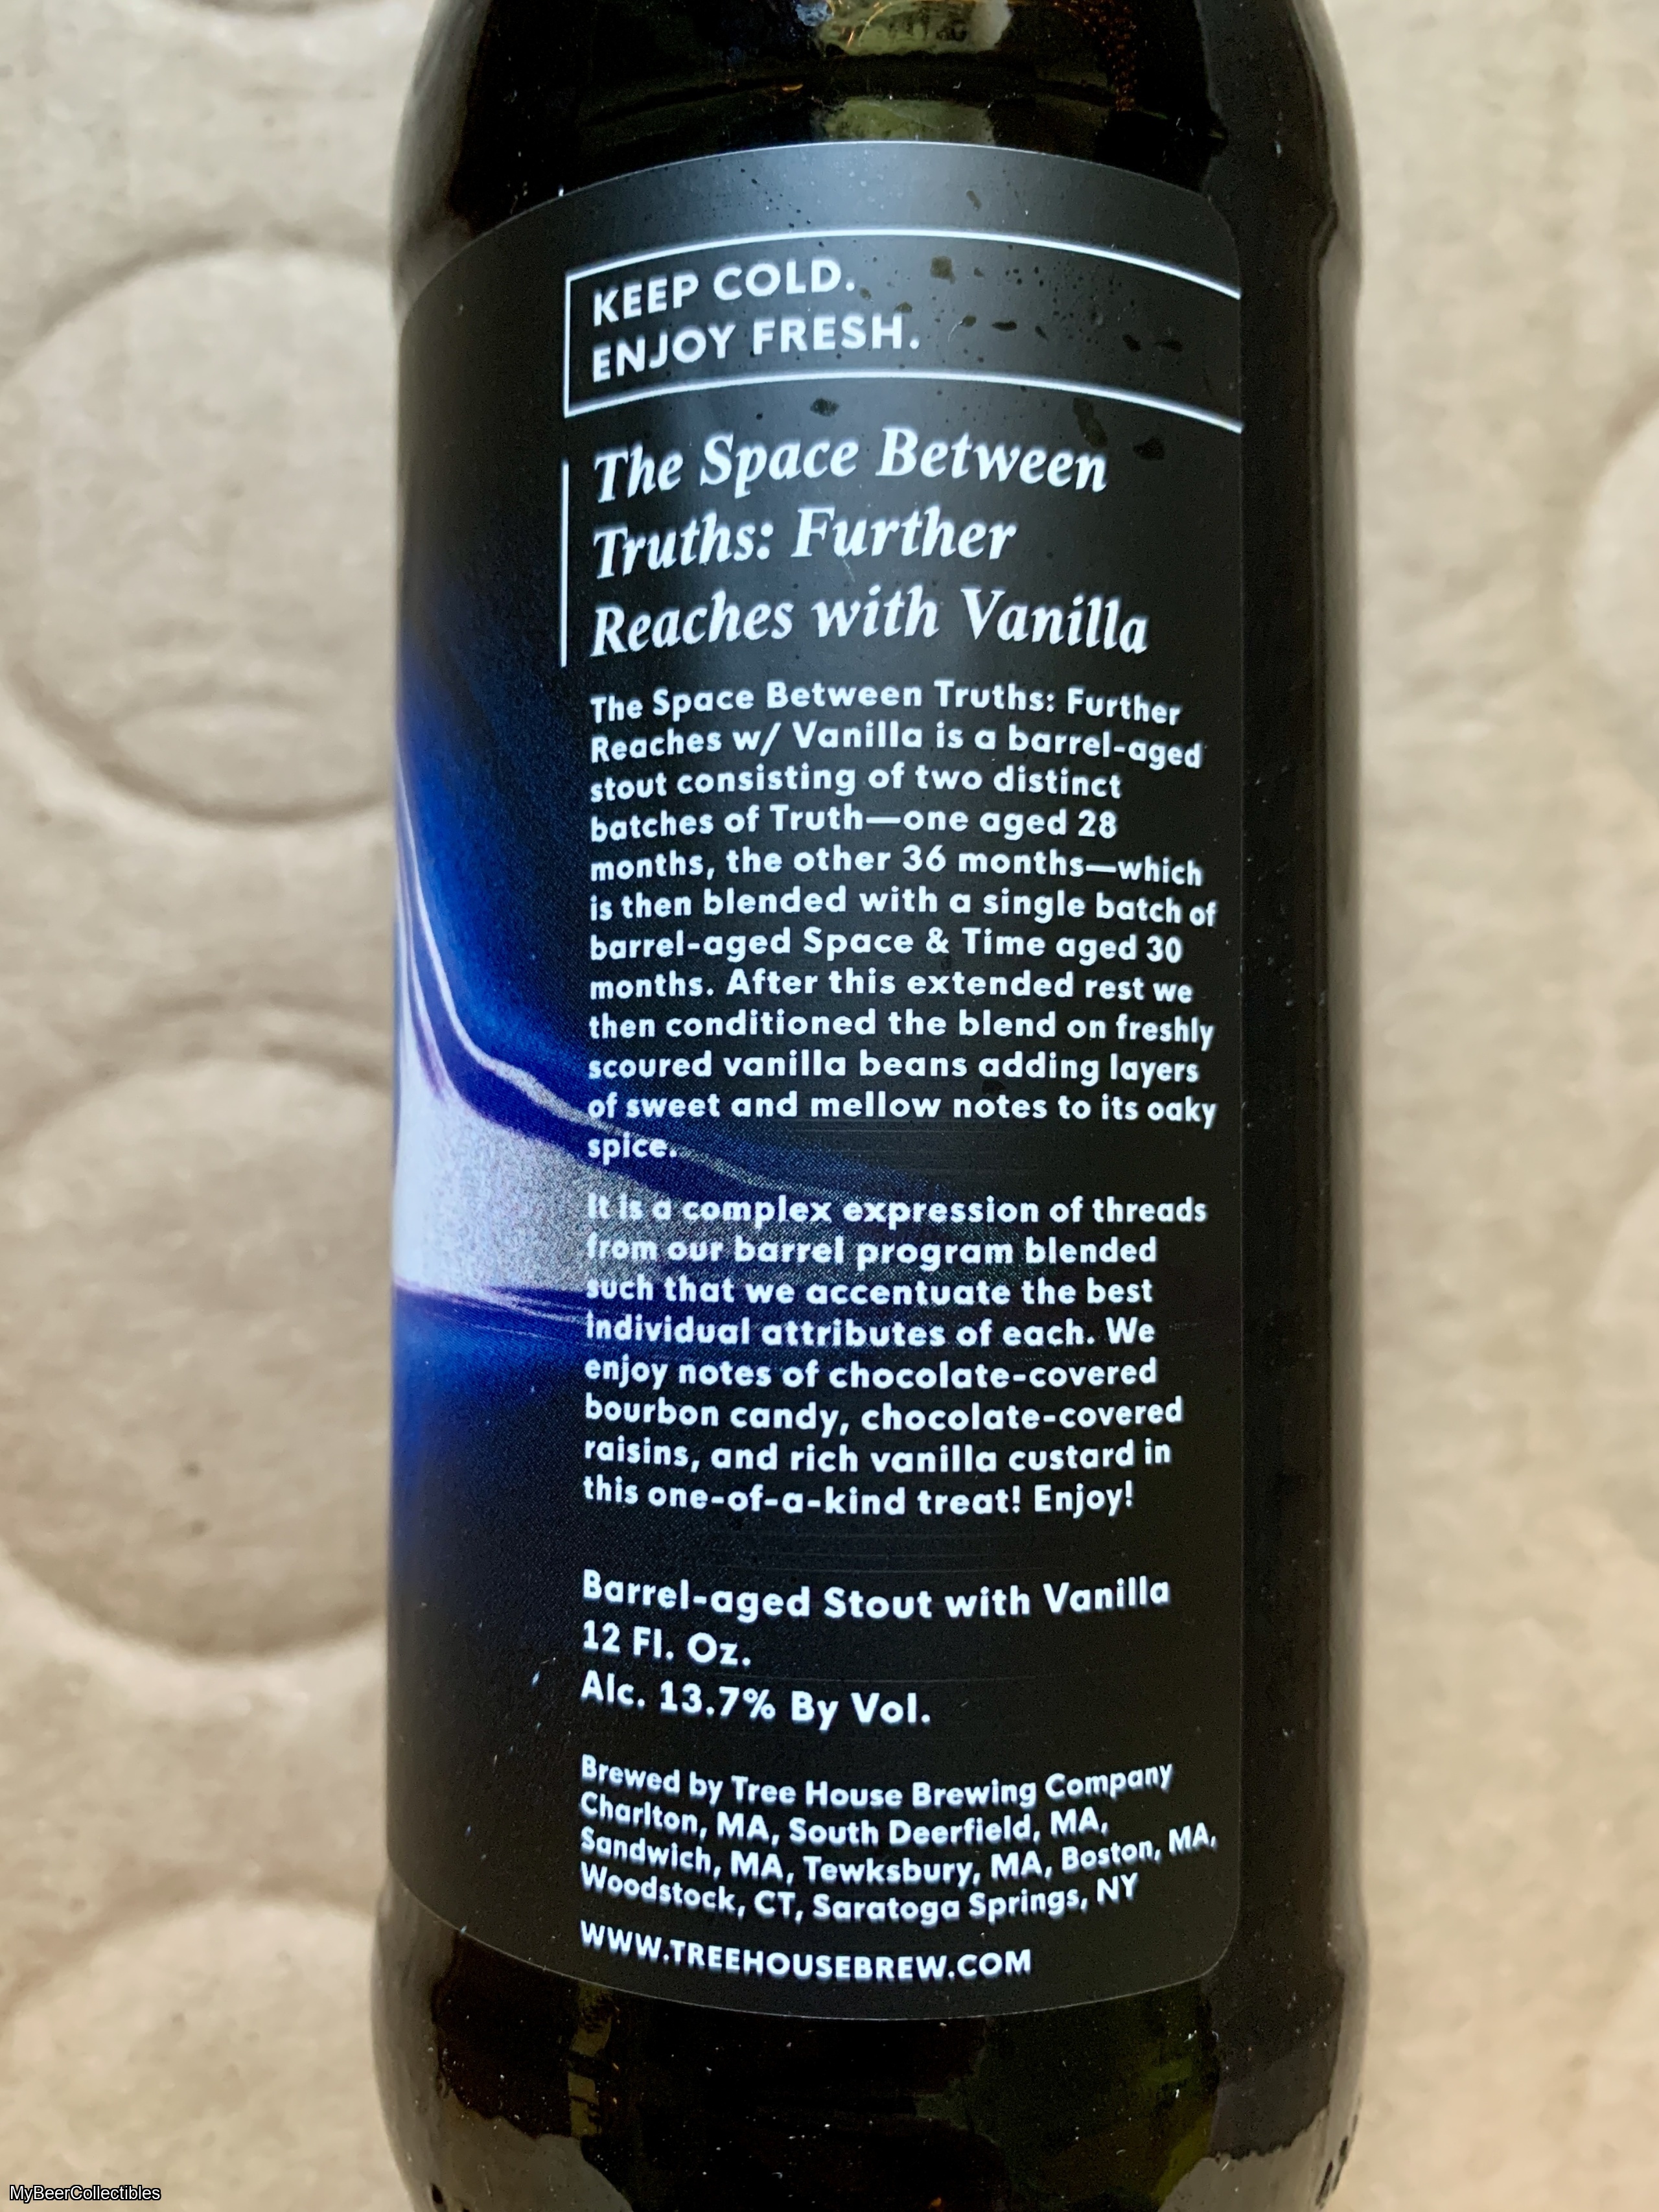 KEEP COLD.
ENJOY FRESH.
The Space Between
Truths: Further
Reaches with Vanilla
The Space Between Truths: Further
Reaches w/ Vanilla is a barrel-aged
stout consisting of two distinct
batches of Truth—one aged 28
months, the other 36 months—which
is then blended with a single batch of
barrel-aged Space & Time aged 30
months. After this extended rest we
then conditioned the blend on freshly
scoured vanilla beans adding layers
of sweet and mellow notes to its oaky
spice.
It is a complex expression of threads
from our barrel program blended
such that we accentuate the best
individual attributes of each. We
enjoy notes of chocolate-covered
bourbon candy, chocolate-covered
raisins, and rich vanilla custard in
this one-of-a-kind treat! Enjoy!
Barrel-aged Stout with Vanilla
12 Fl. Oz.
Alc. 13.7% By Vol.
Brewed by Tree House Brewing Company
Charlton, MA, South Deerfield, MA,
Sandwich, MA, Tewksbury, MA, Boston, MA,
Woodstock, CT, Saratoga Springs, NY
WWW.TREEHOUSEBREW.COM
MyBeerCollectibles